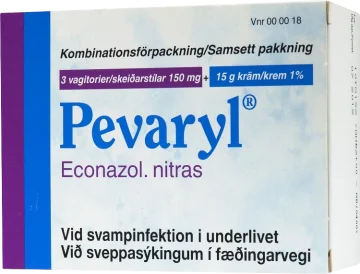 Vnr 00 00 18
Kombinationsförpackning/Samsett pakkning
3 vagitorier/skeiðarstílar 150 mg + 15 g kräm/krem 1%
Pevaryl®
Econazol. nitras
Vid svampinfektion i underlivet
Við sveppasýkingum í fæðingarvegi